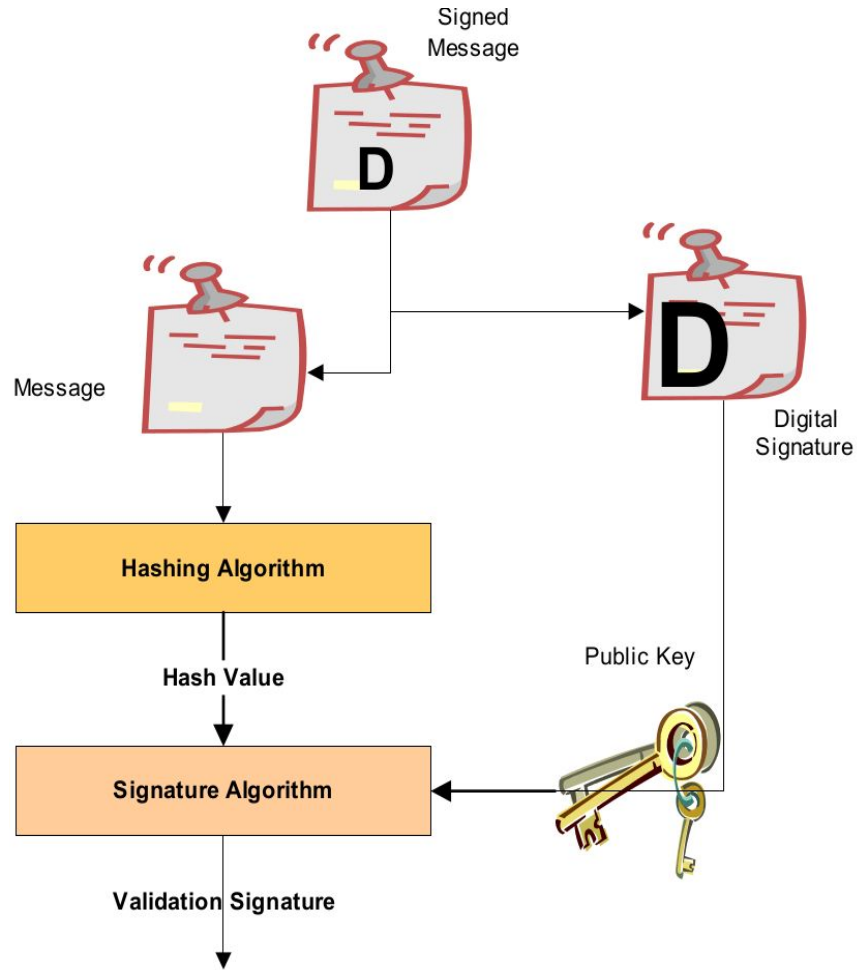 Signed
Message
D
D
Message
Digital
Signature
Hashing Algorithm
Hash Value
Public Key
Signature Algorithm
Validation Signature